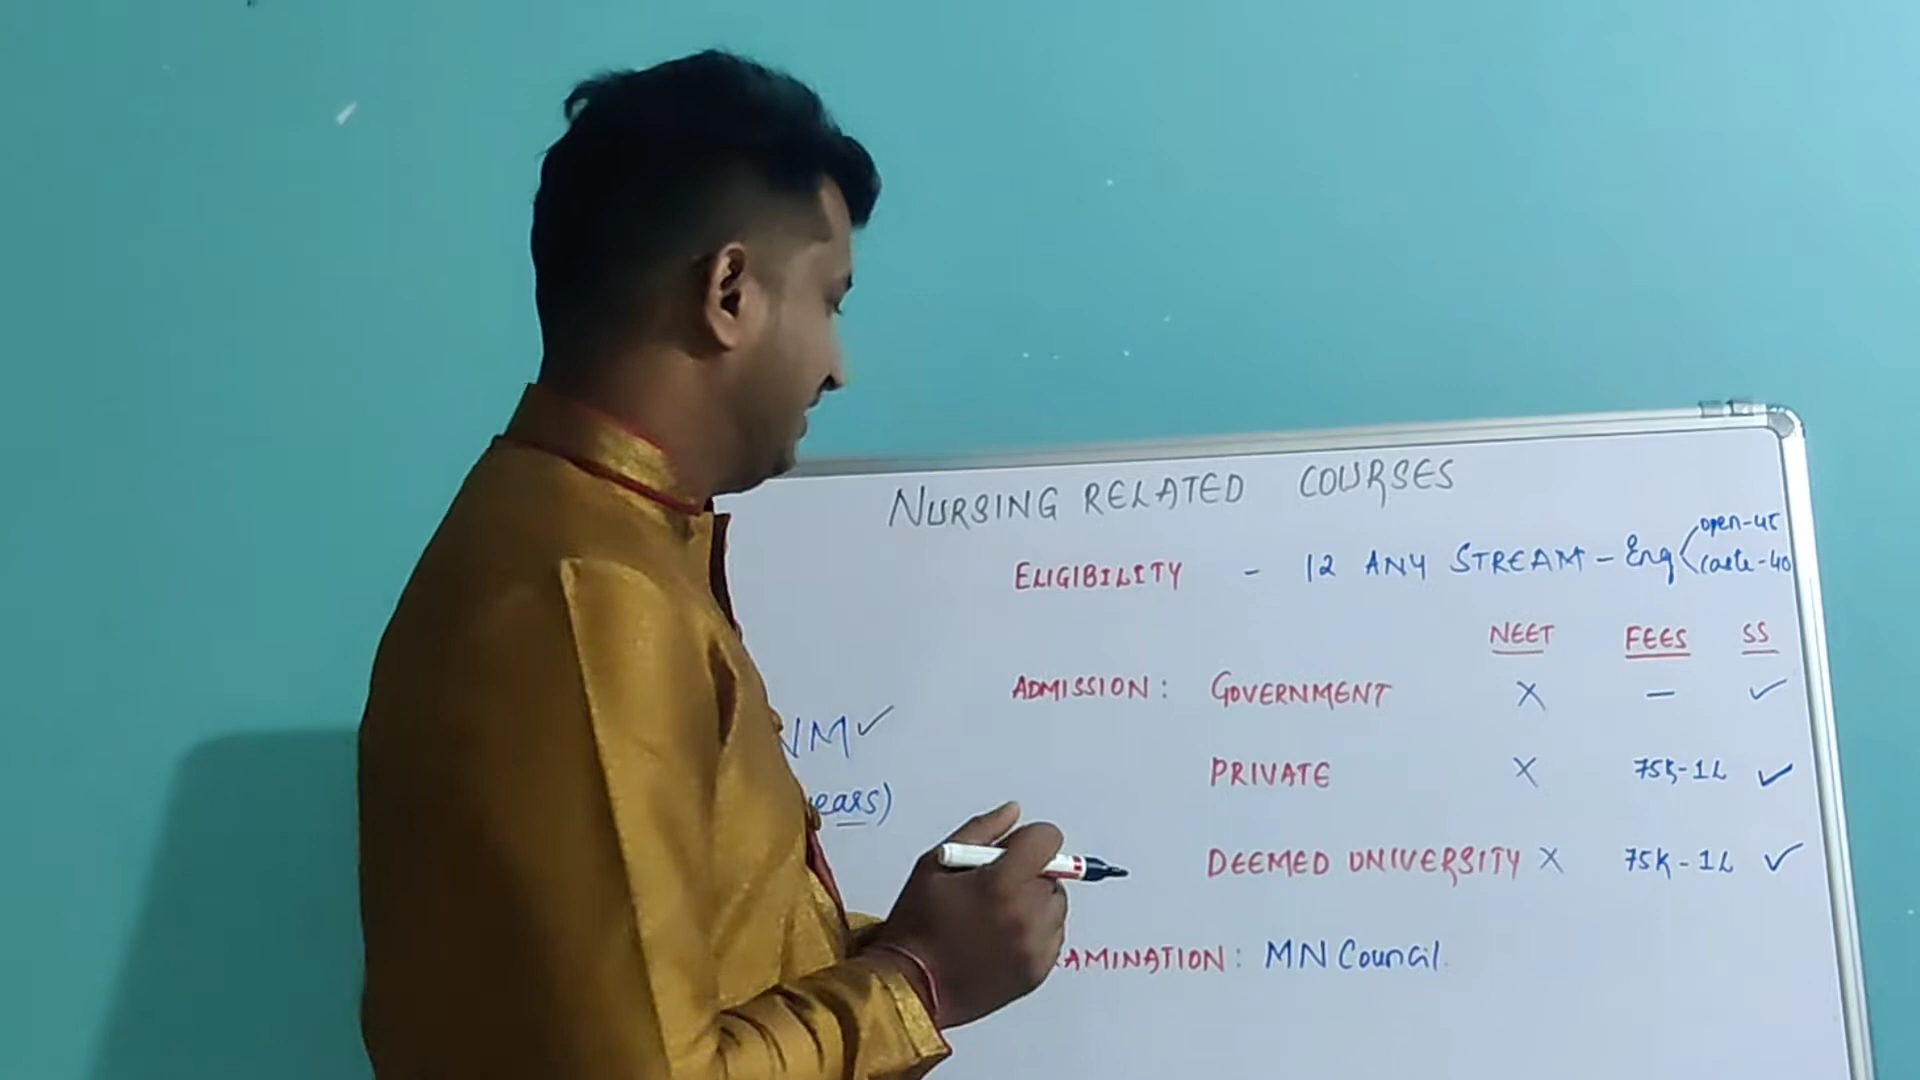 NURSING RELATED COURSES
ELIGIBILITY - 12 ANY STREAM - Eng open-45
caste-40
NEET FEES SS
ADMISSION: GOVERNMENT X — ✓
NM ✓
PRIVATE X 75k-1L ✓
ears)
DEEMED UNIVERSITY X 75K-1L ✓
AMINATION: MN Council.